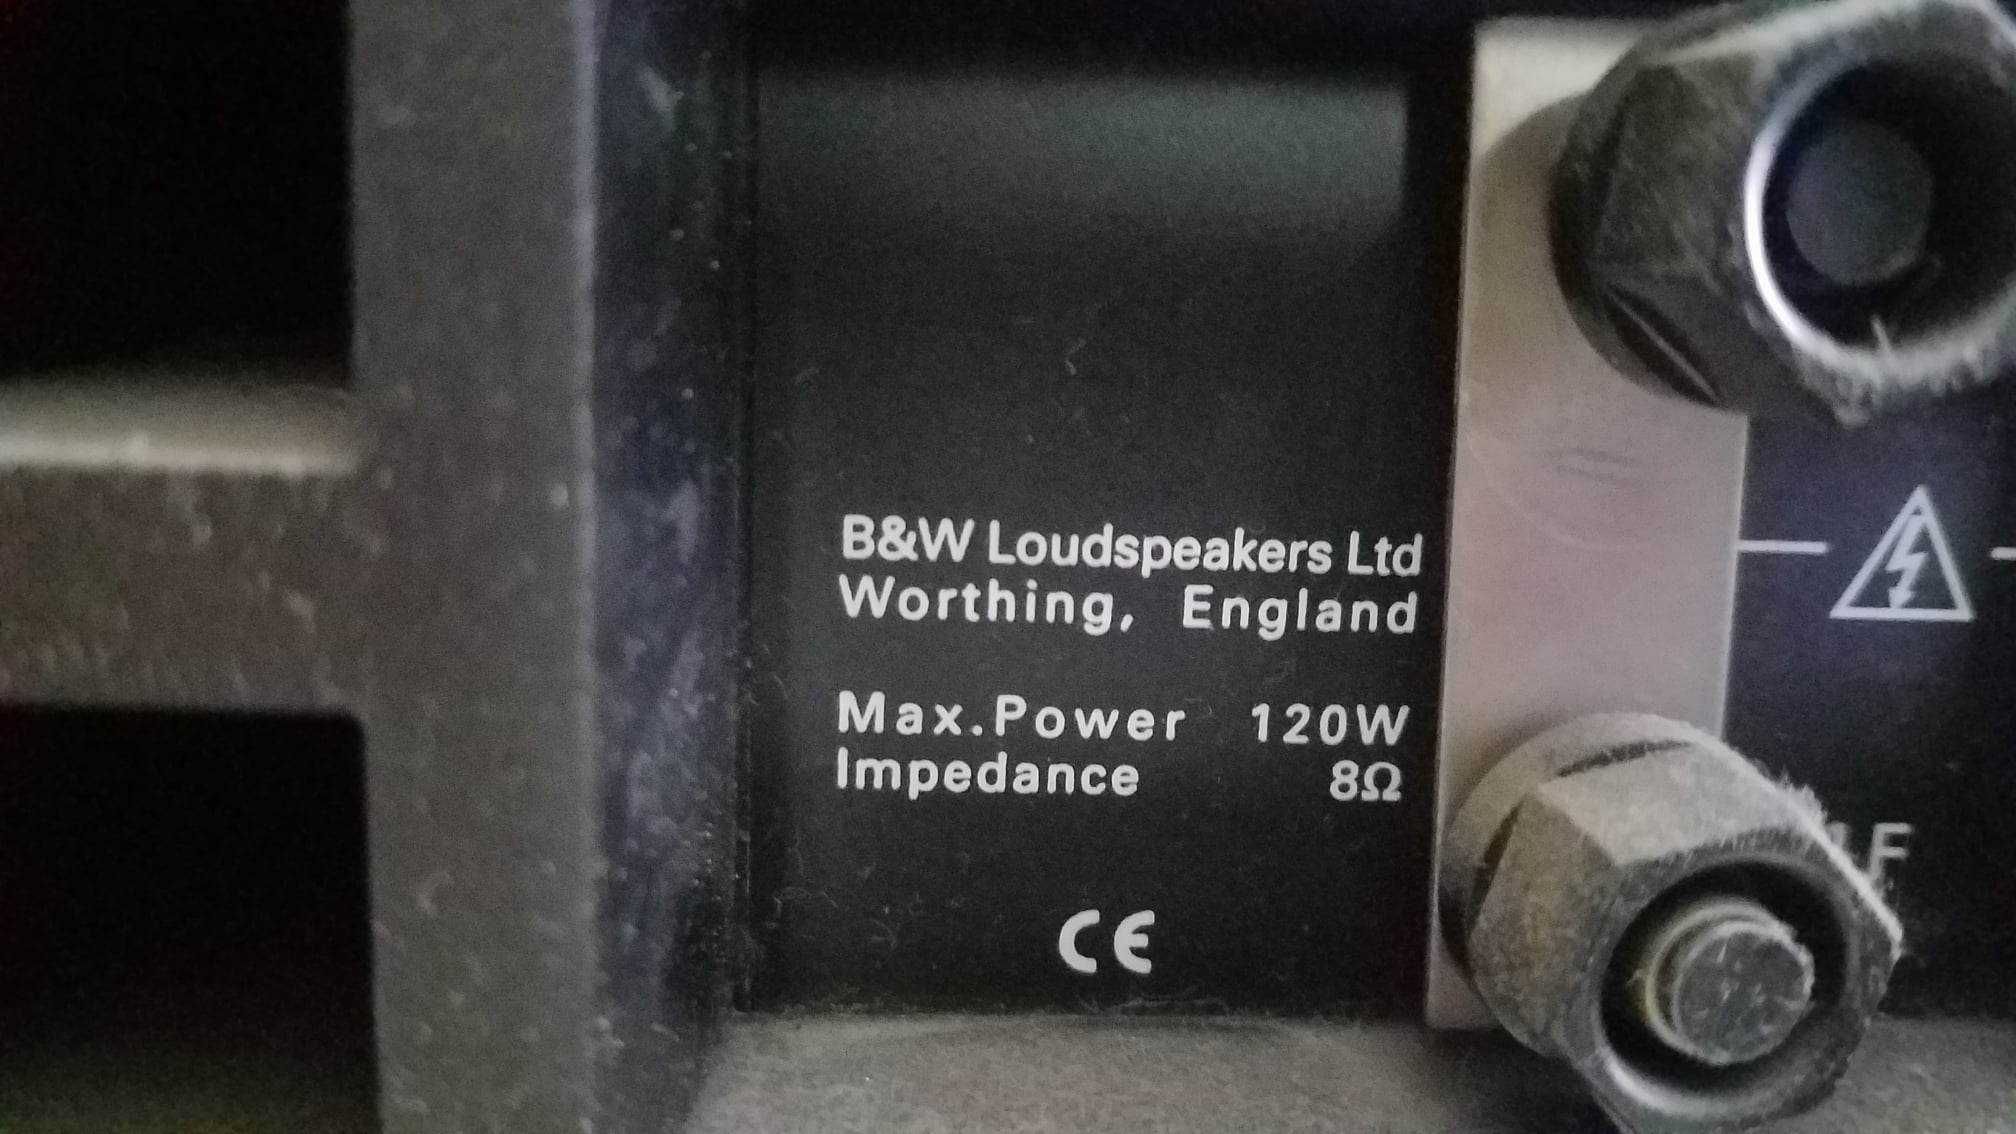 B&W Loudspeakers Ltd
Worthing, England
Max.Power 120W
Impedance 8Ω
CE